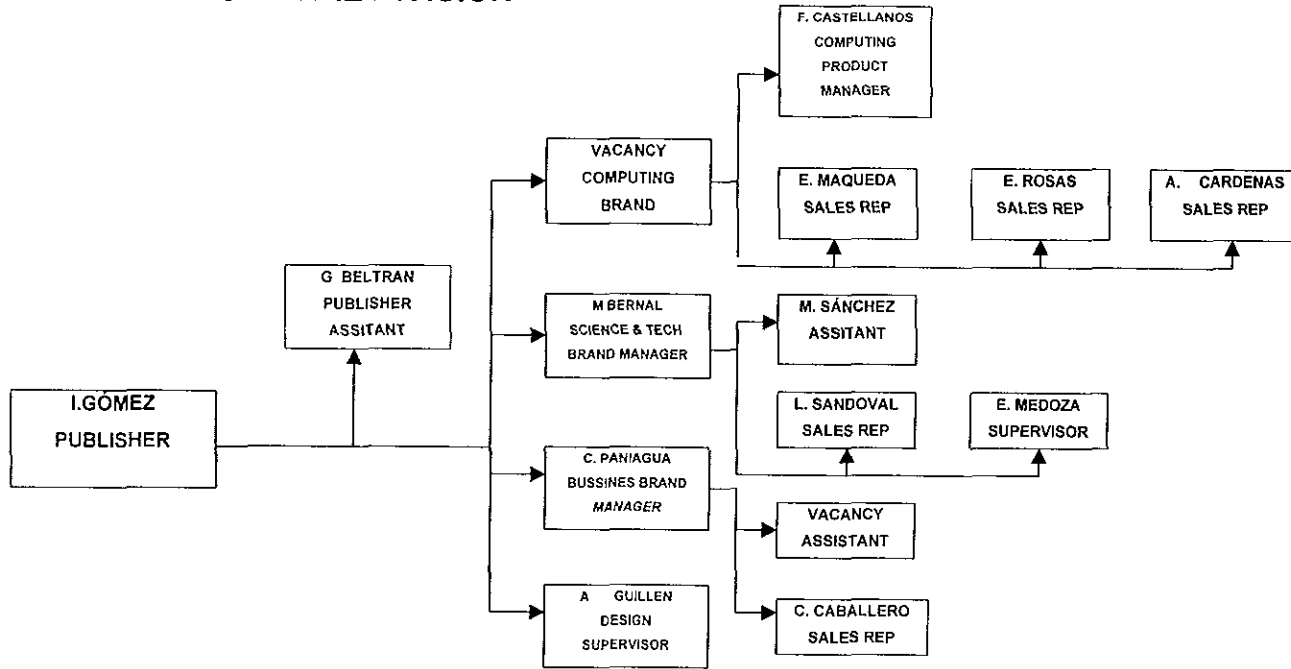 F. CASTELLANOS
COMPUTING
PRODUCT
MANAGER
VACANCY
COMPUTING
BRAND
E. MAQUEDA
SALES REP
E. ROSAS
SALES REP
A. CARDENAS
SALES REP
G BELTRAN
PUBLISHER
ASSITANT
M BERNAL
SCIENCE & TECH
BRAND MANAGER
M. SÁNCHEZ
ASSITANT
I.GÓMEZ
PUBLISHER
L. SANDOVAL
SALES REP
E. MEDOZA
SUPERVISOR
C. PANIAGUA
BUSSINES BRAND
MANAGER
VACANCY
ASSISTANT
A GUILLEN
DESIGN
SUPERVISOR
C. CABALLERO
SALES REP